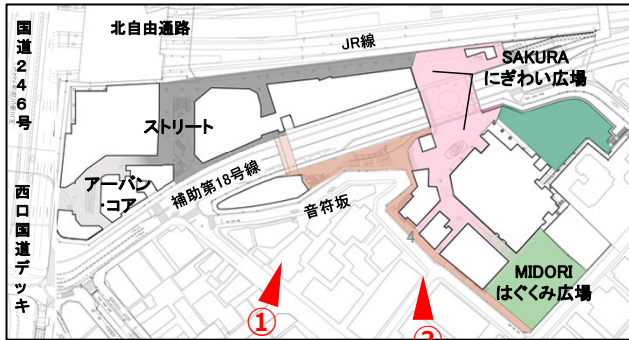 国道246号
北自由通路
JR線
SAKURA
にぎわい広場
ストリート
アーバン
・コア
補助第18号線
音符坂
西口国道デッキ
4
MIDORI
はぐくみ広場
①